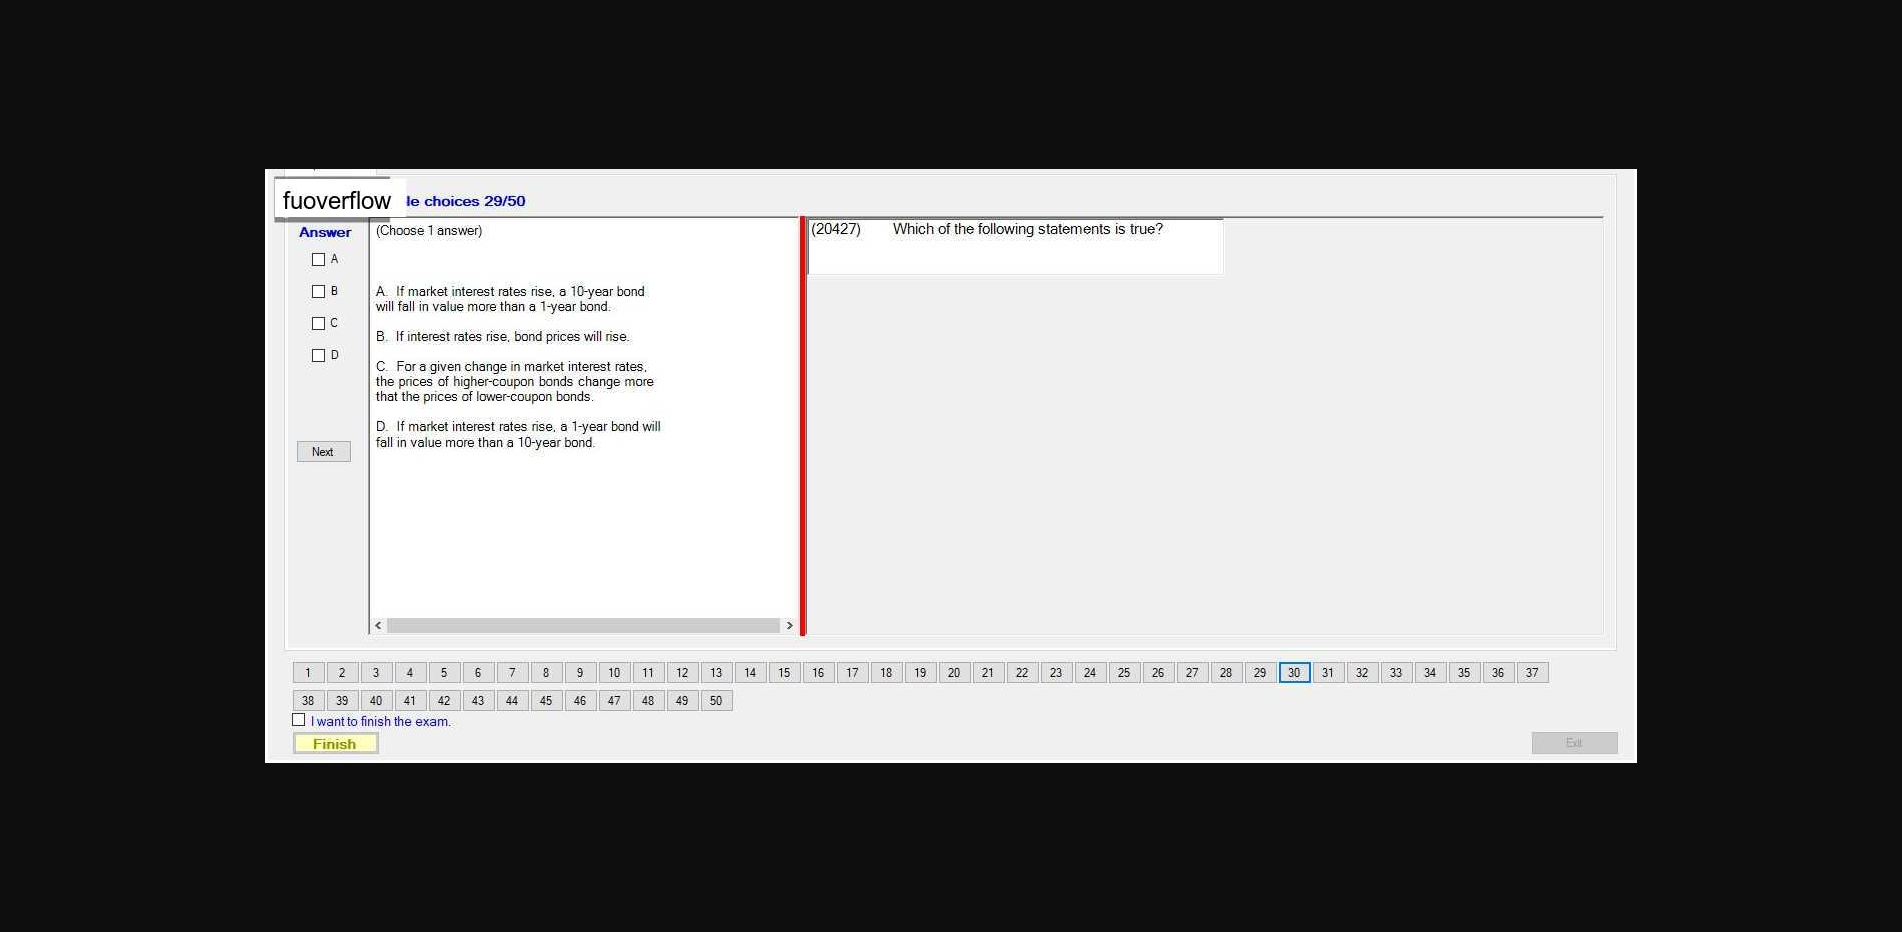 fuoverflow
le choices 29/50
Answer
(Choose 1 answer)
A
B
C
D
Next
A. If market interest rates rise, a 10-year bond
will fall in value more than a 1-year bond.
B. If interest rates rise, bond prices will rise.
C. For a given change in market interest rates,
the prices of higher-coupon bonds change more
that the prices of lower-coupon bonds.
D. If market interest rates rise, a 1-year bond will
fall in value more than a 10-year bond.
(20427) Which of the following statements is true?
1 2 3 4 5 6 7 8 9 10 11 12 13 14 15 16 17 18 19 20 21 22 23 24 25 26 27 28 29 30 31 32 33 34 35 36 37
38 39 40 41 42 43 44 45 46 47 48 49 50
I want to finish the exam.
Finish
Exit